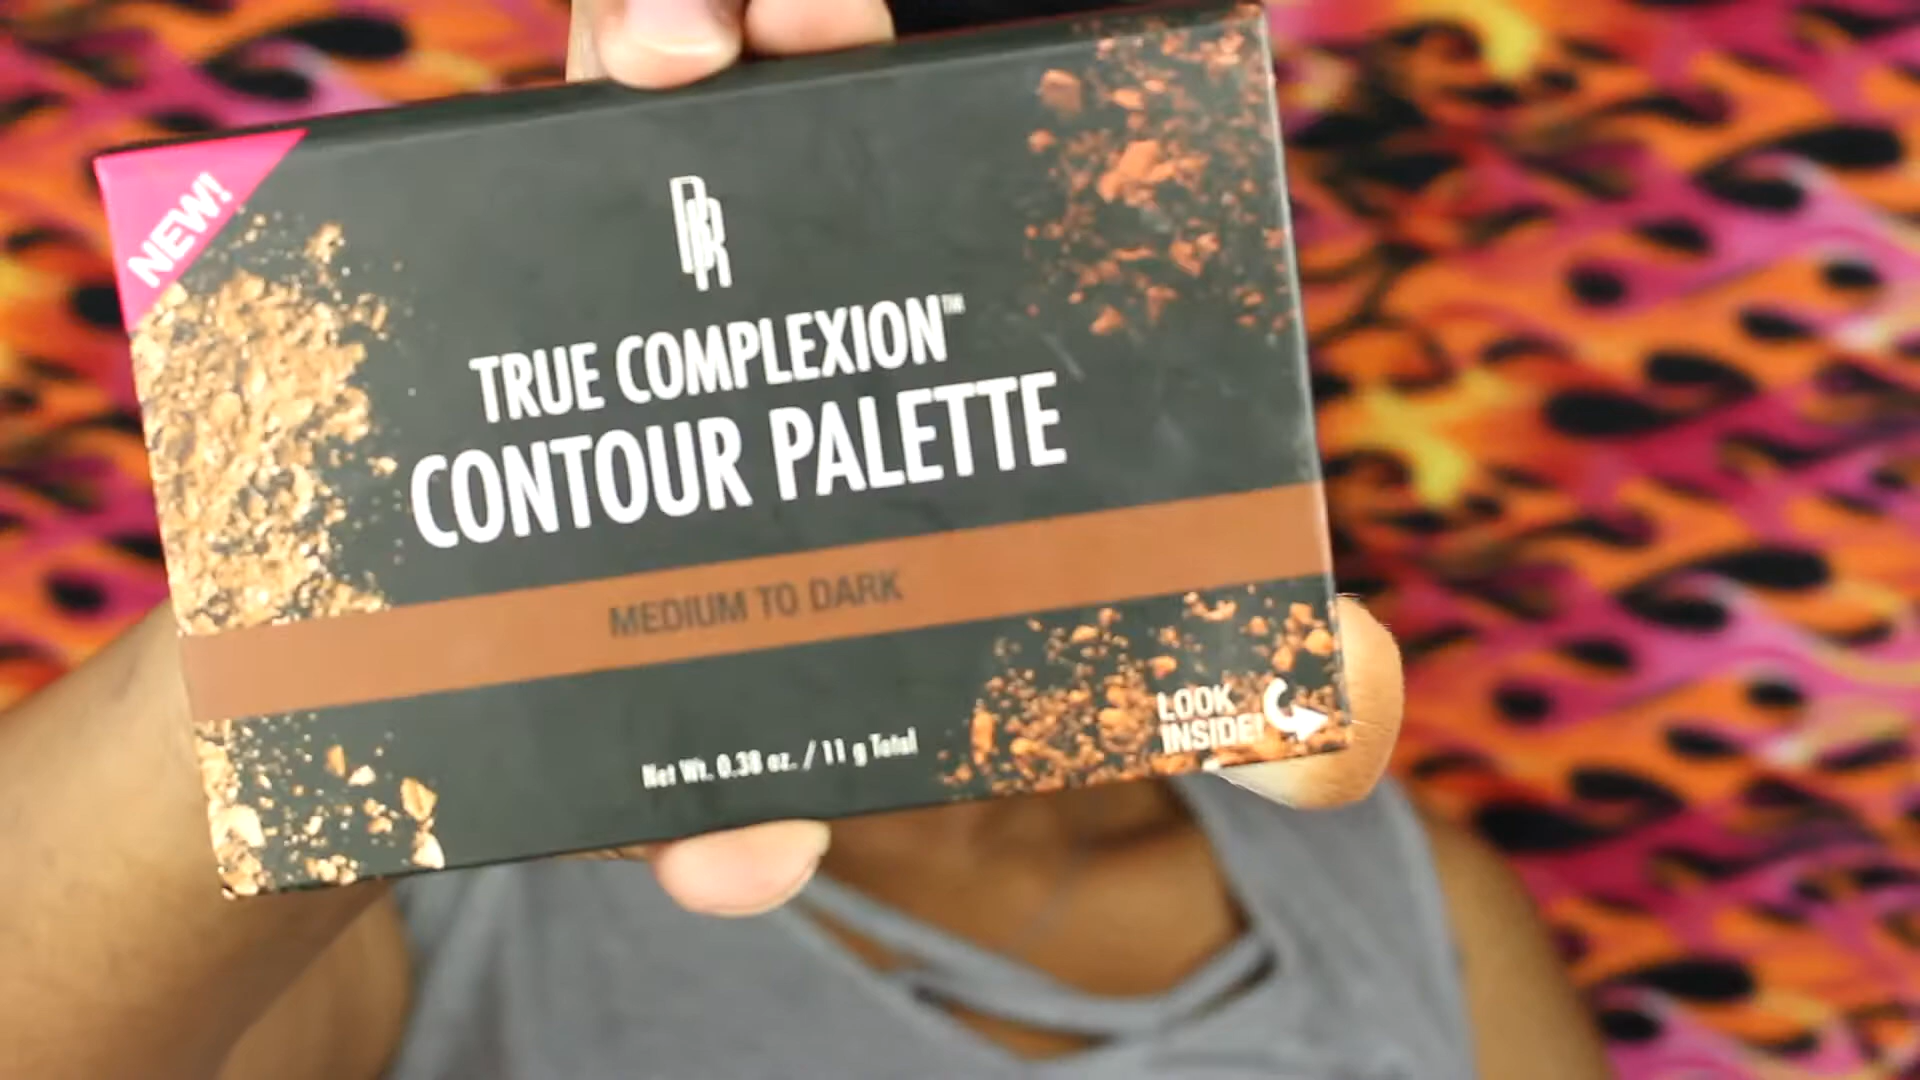 NEW!
BR
TRUE COMPLEXION™
CONTOUR PALETTE
MEDIUM TO DARK
Net Wt. 0.38 oz. / 11 g Total
LOOK
INSIDE!